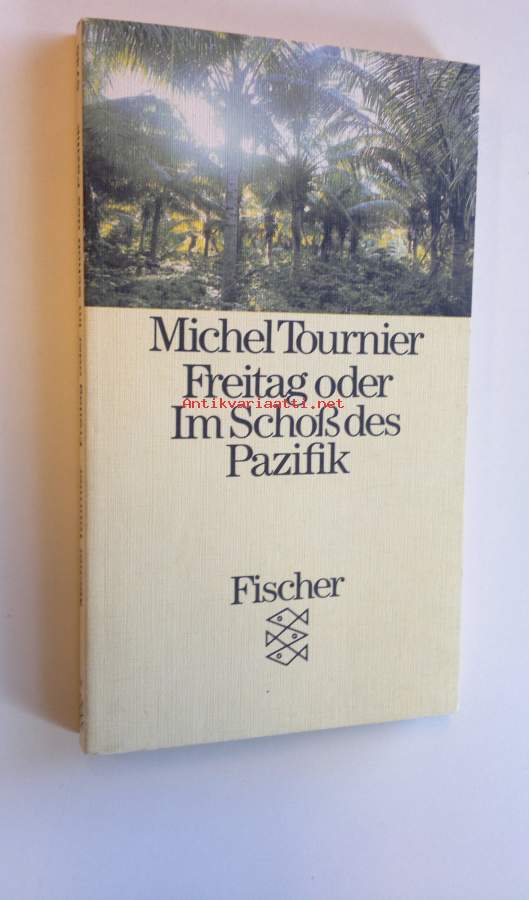 Michel Tournier
Freitag oder
Antikvariaatti.net
Im Schoß des
Pazifik
Fischer